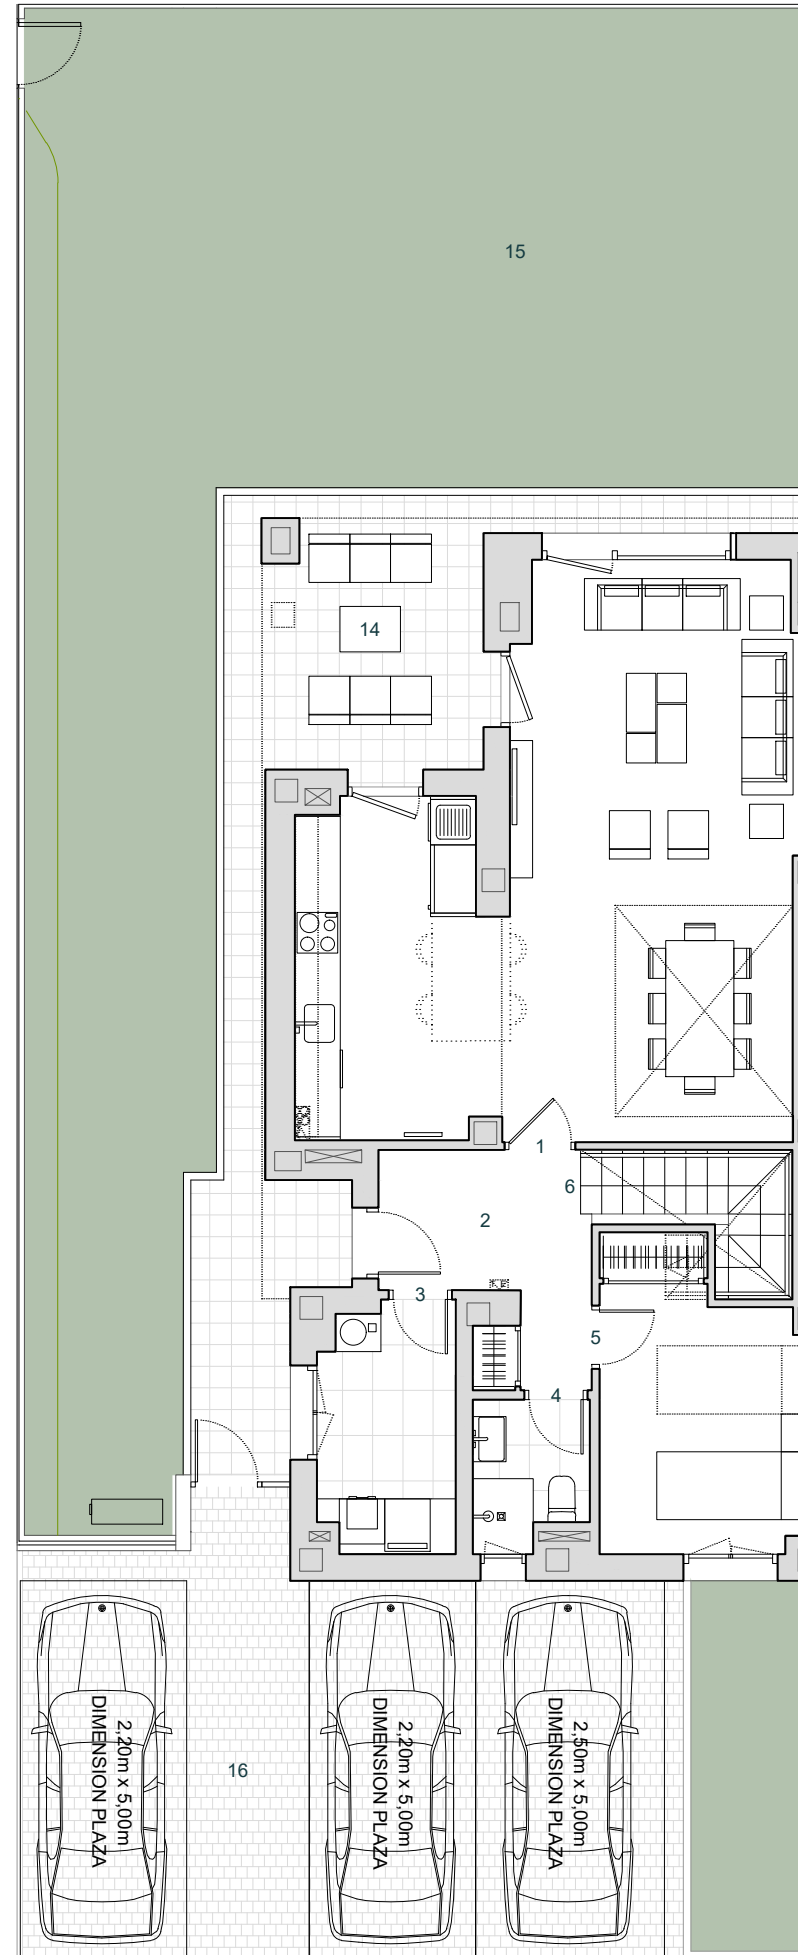 15
14
1
6
2
3
5
4
16
2,20m x 5,00m
DIMENSION PLAZA
2,20m x 5,00m
DIMENSION PLAZA
2,50m x 5,00m
DIMENSION PLAZA